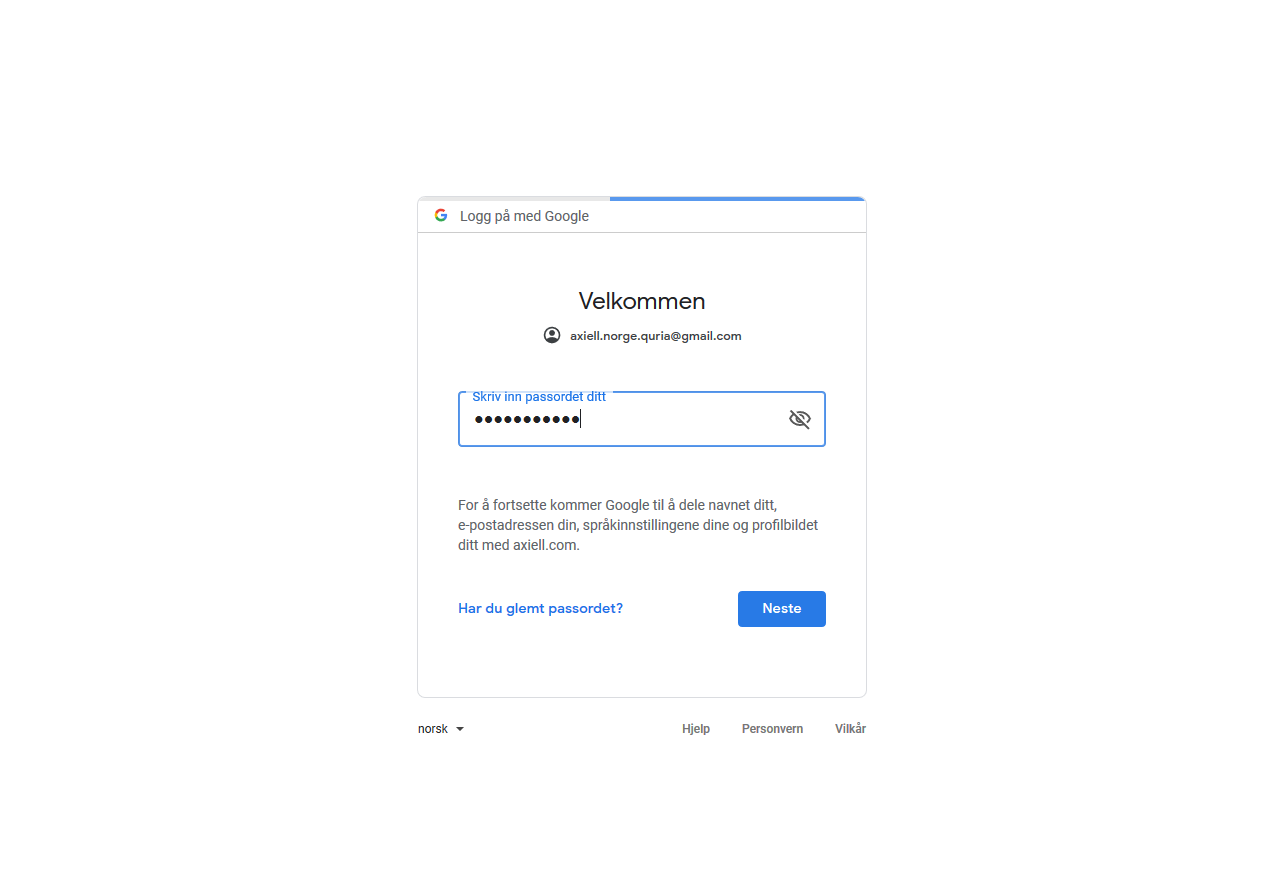 Logg på med Google
Velkommen
axiell.norge.quria@gmail.com
Skriv inn passordet ditt
●●●●●●●●●●●
For å fortsette kommer Google til å dele navnet ditt,
e-postadressen din, språkinnstillingene dine og profilbildet
ditt med axiell.com.
Har du glemt passordet?
Neste
norsk
Hjelp
Personvern
Vilkår